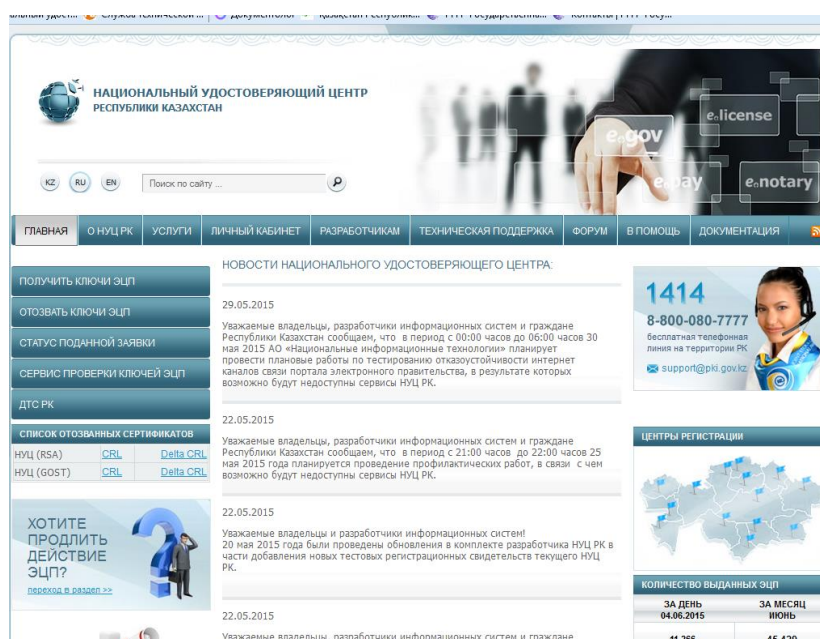 НАЦИОНАЛЬНЫЙ УДОСТОВЕРЯЮЩИЙ ЦЕНТР
РЕСПУБЛИКИ КАЗАХСТАН
e.license
e.gov
e.pay
e.notary
KZ RU EN Поиск по сайту ...
ГЛАВНАЯ О НУЦ РК УСЛУГИ ЛИЧНЫЙ КАБИНЕТ РАЗРАБОТЧИКАМ ТЕХНИЧЕСКАЯ ПОДДЕРЖКА ФОРУМ В ПОМОЩЬ ДОКУМЕНТАЦИЯ
ПОЛУЧИТЬ КЛЮЧИ ЭЦП
ОТОЗВАТЬ КЛЮЧИ ЭЦП
СТАТУС ПОДАННОЙ ЗАЯВКИ
СЕРВИС ПРОВЕРКИ КЛЮЧЕЙ ЭЦП
ДТС РК
СПИСОК ОТОЗВАННЫХ СЕРТИФИКАТОВ
НУЦ (RSA) CRL Delta CRL
НУЦ (GOST) CRL Delta CRL
ХОТИТЕ
ПРОДЛИТЬ
ДЕЙСТВИЕ
ЭЦП?
переход в раздел >>
НОВОСТИ НАЦИОНАЛЬНОГО УДОСТОВЕРЯЮЩЕГО ЦЕНТРА:
29.05.2015
Уважаемые владельцы, разработчики информационных систем и граждане
Республики Казахстан сообщаем, что в период с 00:00 часов до 06:00 часов 30
мая 2015 АО «Национальные информационные технологии» планирует
провести плановые работы по тестированию отказоустойчивости интернет
каналов связи портала электронного правительства, в результате которых
возможно будут недоступны сервисы НУЦ РК.
22.05.2015
Уважаемые владельцы, разработчики информационных систем и граждане
Республики Казахстан сообщаем, что в период с 21:00 часов до 22:00 часов 25
мая 2015 года планируется проведение профилактических работ, в связи с чем
возможно будут недоступны сервисы НУЦ РК.
22.05.2015
Уважаемые владельцы и разработчики информационных систем!
20 мая 2015 года были проведены обновления в комплекте разработчика НУЦ РК в
части добавления новых тестовых регистрационных свидетельств текущего НУЦ
РК.
22.05.2015
Уважаемые владельцы, разработчики информационных систем и граждане
1414
8-800-080-7777
бесплатная телефонная
линия на территории РК
support@pki.gov.kz
ЦЕНТРЫ РЕГИСТРАЦИИ
КОЛИЧЕСТВО ВЫДАННЫХ ЭЦП
ЗА ДЕНЬ ЗА МЕСЯЦ
04.06.2015 ИЮНЬ